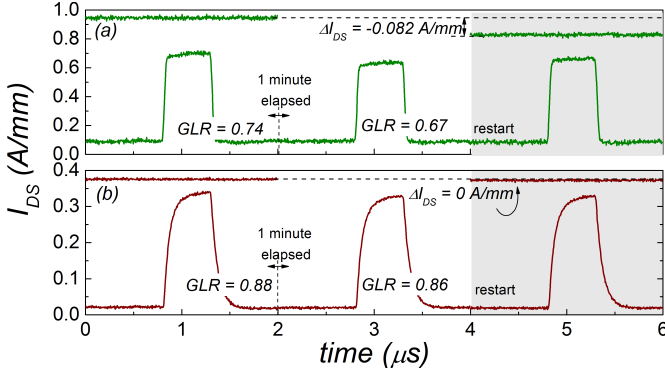 1.0
0.8
0.6
0.4
0.2
0.0
(a)
ΔI_DS = -0.082 A/mm
1 minute
elapsed
GLR = 0.74
GLR = 0.67
restart
I_DS (A/mm)
0.4
0.3
0.2
0.1
0.0
(b)
ΔI_DS = 0 A/mm
1 minute
elapsed
GLR = 0.88
GLR = 0.86
restart
0 1 2 3 4 5 6
time (μs)